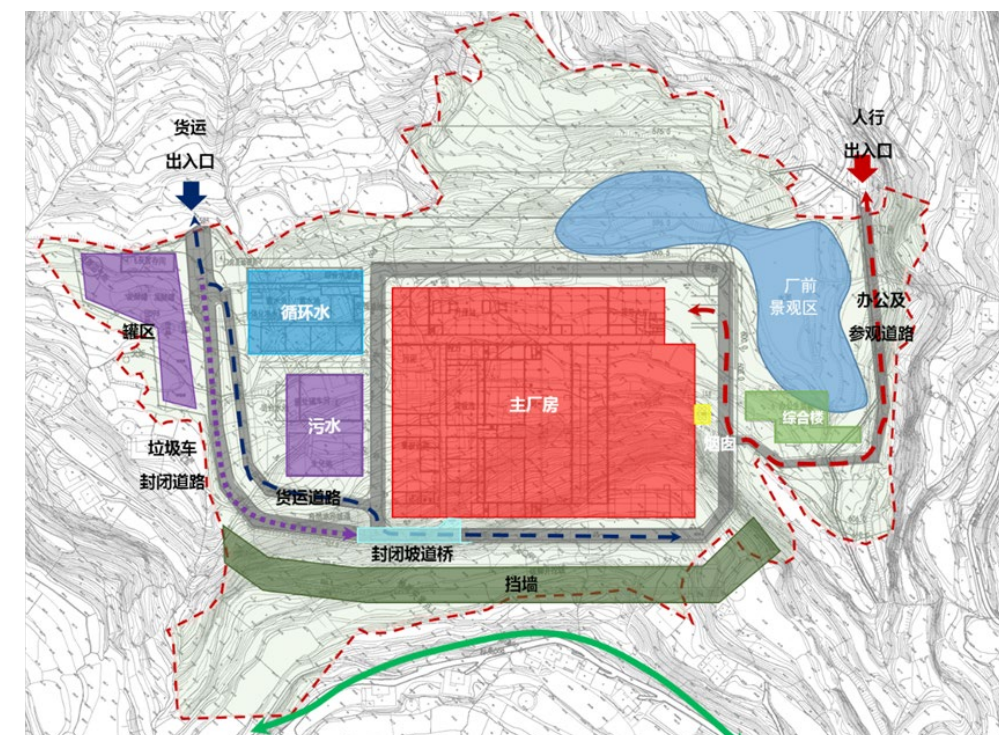 货运
出入口
人行
出入口
罐区
循环水
厂前
景观区
办公及
参观道路
主厂房
综合楼
污水
烟囱
垃圾车
封闭道路
货运道路
封闭坡道桥
挡墙